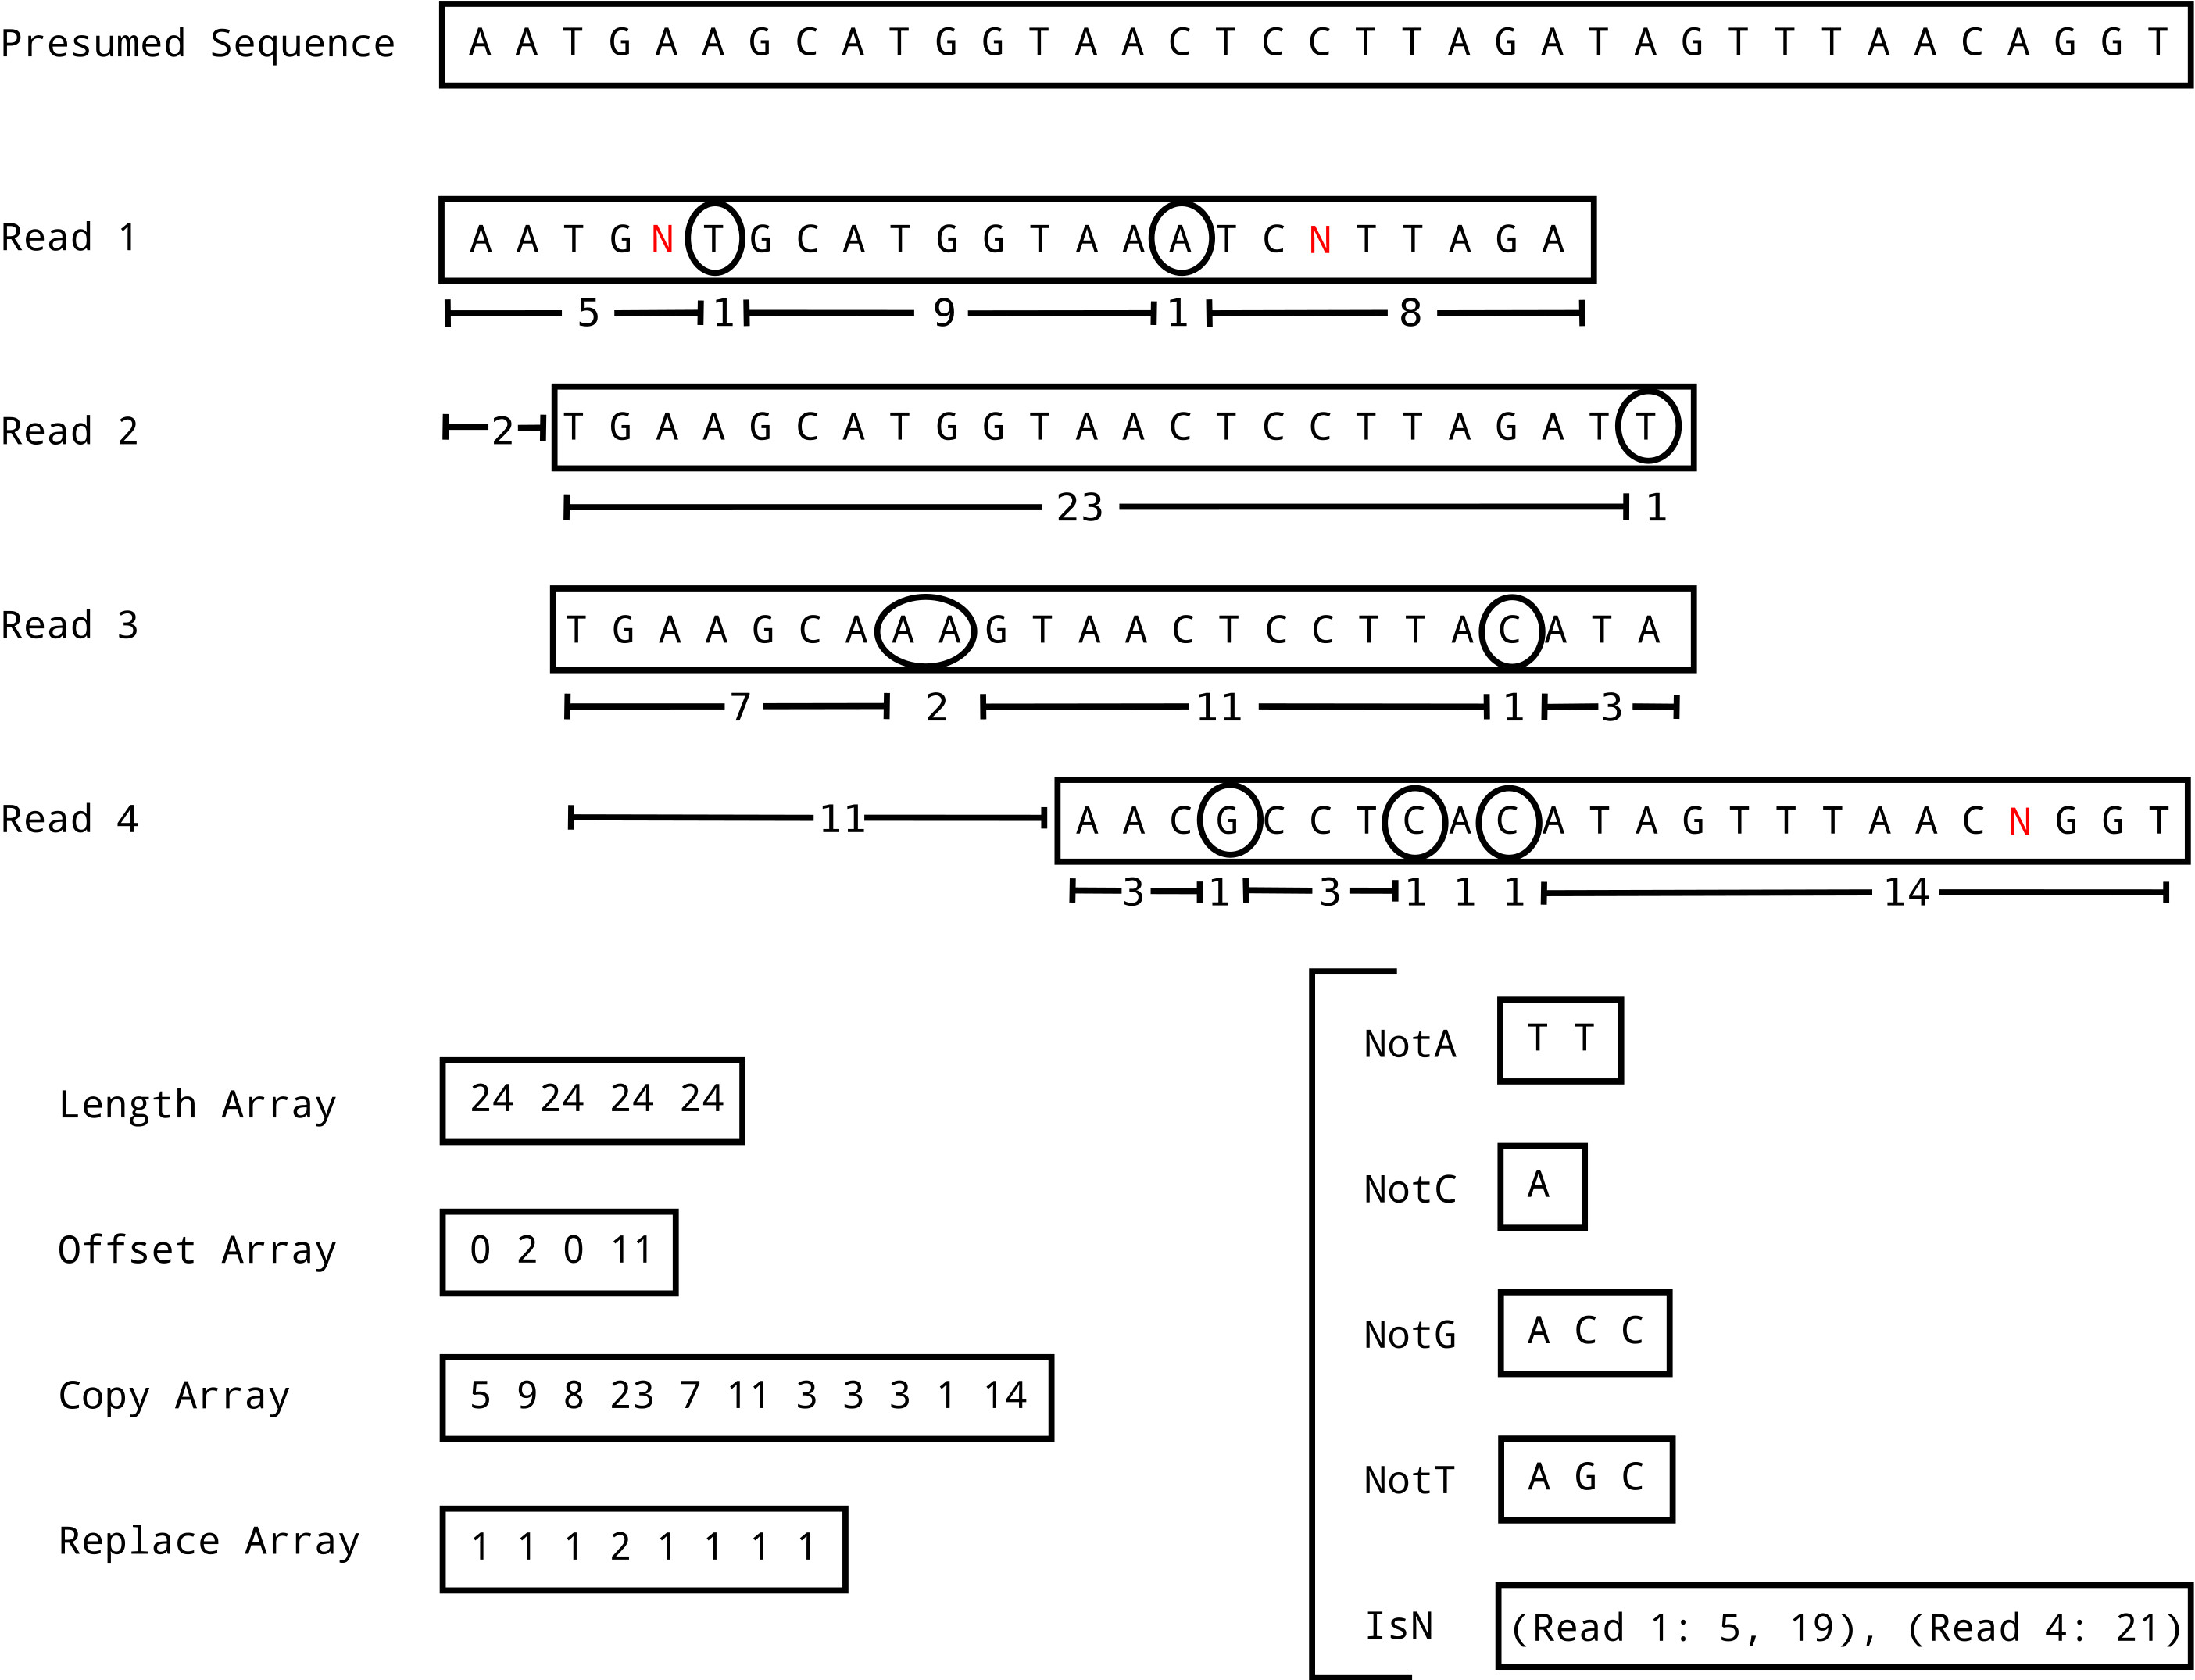 Presumed Sequence A A T G A A G C A T G G T A A C T C C T T A G A T A G T T T A A C A G G T
Read 1 A A T G N T G C A T G G T A A A T C N T T A G A
5 1 9 1 8
Read 2 2 T G A A G C A T G G T A A C T C C T T A G A T T
23 1
Read 3 T G A A G C A A A G T A A C T C C T T A C A T A
7 2 11 1 3
Read 4 11 A A C G C C T C A C A T A G T T T A A C N G G T
3 1 3 1 1 1 14
Length Array 24 24 24 24
Offset Array 0 2 0 11
Copy Array 5 9 8 23 7 11 3 3 3 1 14
Replace Array 1 1 1 2 1 1 1 1
NotA T T
NotC A
NotG A C C
NotT A G C
IsN (Read 1: 5, 19), (Read 4: 21)